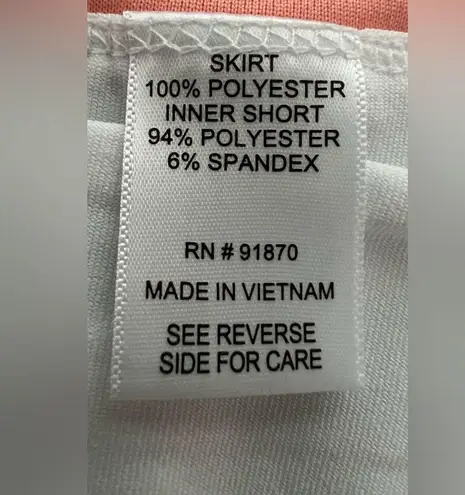 SKIRT
100% POLYESTER
INNER SHORT
94% POLYESTER
6% SPANDEX
RN # 91870
MADE IN VIETNAM
SEE REVERSE
SIDE FOR CARE